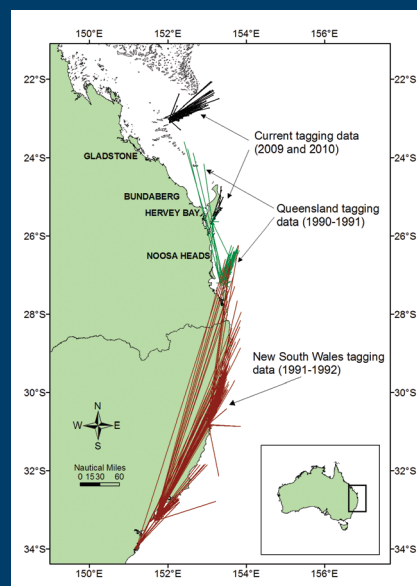 150°E 152°E 154°E 156°E
22°S
24°S
26°S
28°S
30°S
32°S
34°S
22°S
24°S
26°S
28°S
30°S
32°S
34°S
GLADSTONE
BUNDABERG
HERVEY BAY
NOOSA HEADS
Current tagging data
(2009 and 2010)
Queensland tagging
data (1990-1991)
New South Wales tagging
data (1991-1992)
N
W E
S
Nautical Miles
0 15 30 60
150°E 152°E 154°E 156°E